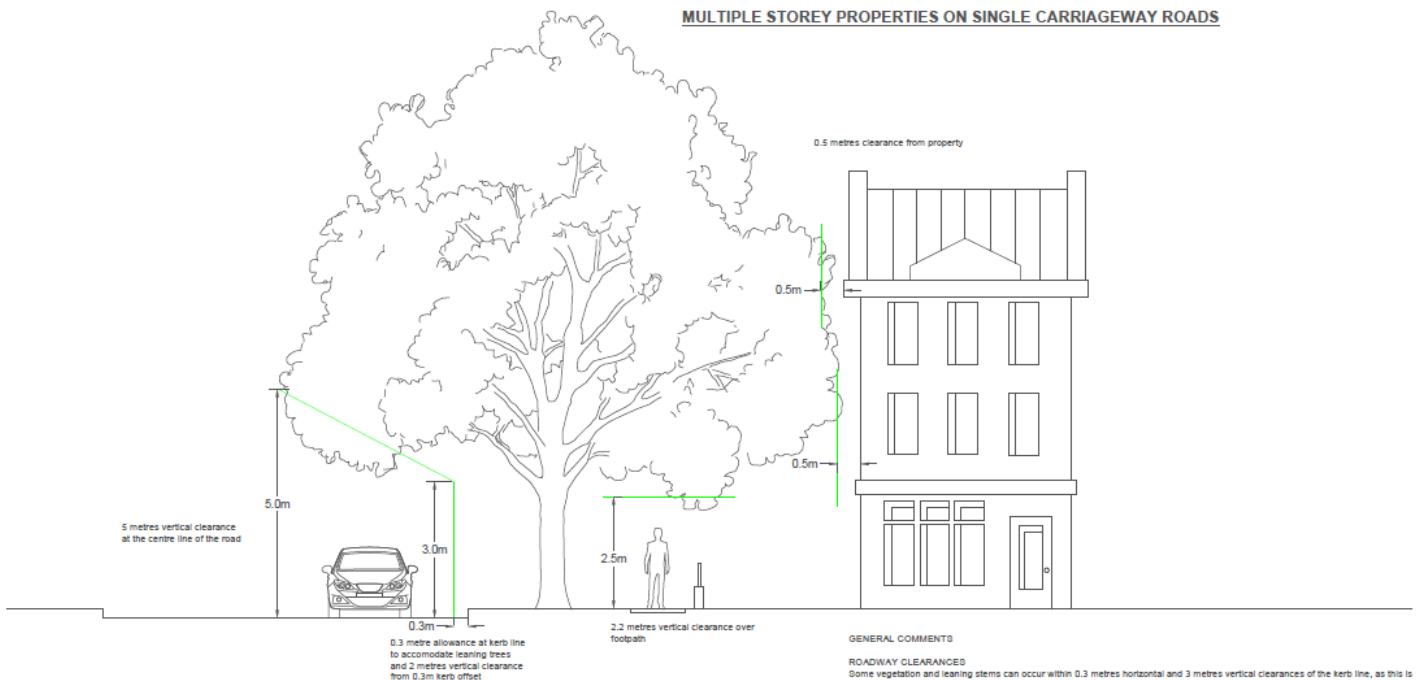 MULTIPLE STOREY PROPERTIES ON SINGLE CARRIAGEWAY ROADS
0.5 metres clearance from property
0.5m
0.5m
5.0m
5 metres vertical clearance
at the centre line of the road
3.0m
2.5m
0.3m
0.3 metre allowance at kerb line
to accomodate leaning trees
and 2 metres vertical clearance
from 0.3m kerb offset
2.2 metres vertical clearance over
footpath
GENERAL COMMENTS
ROADWAY CLEARANCES
Some vegetation and leaning stems can occur within 0.3 metres horizontal and 3 metres vertical clearances of the kerb line, as this is